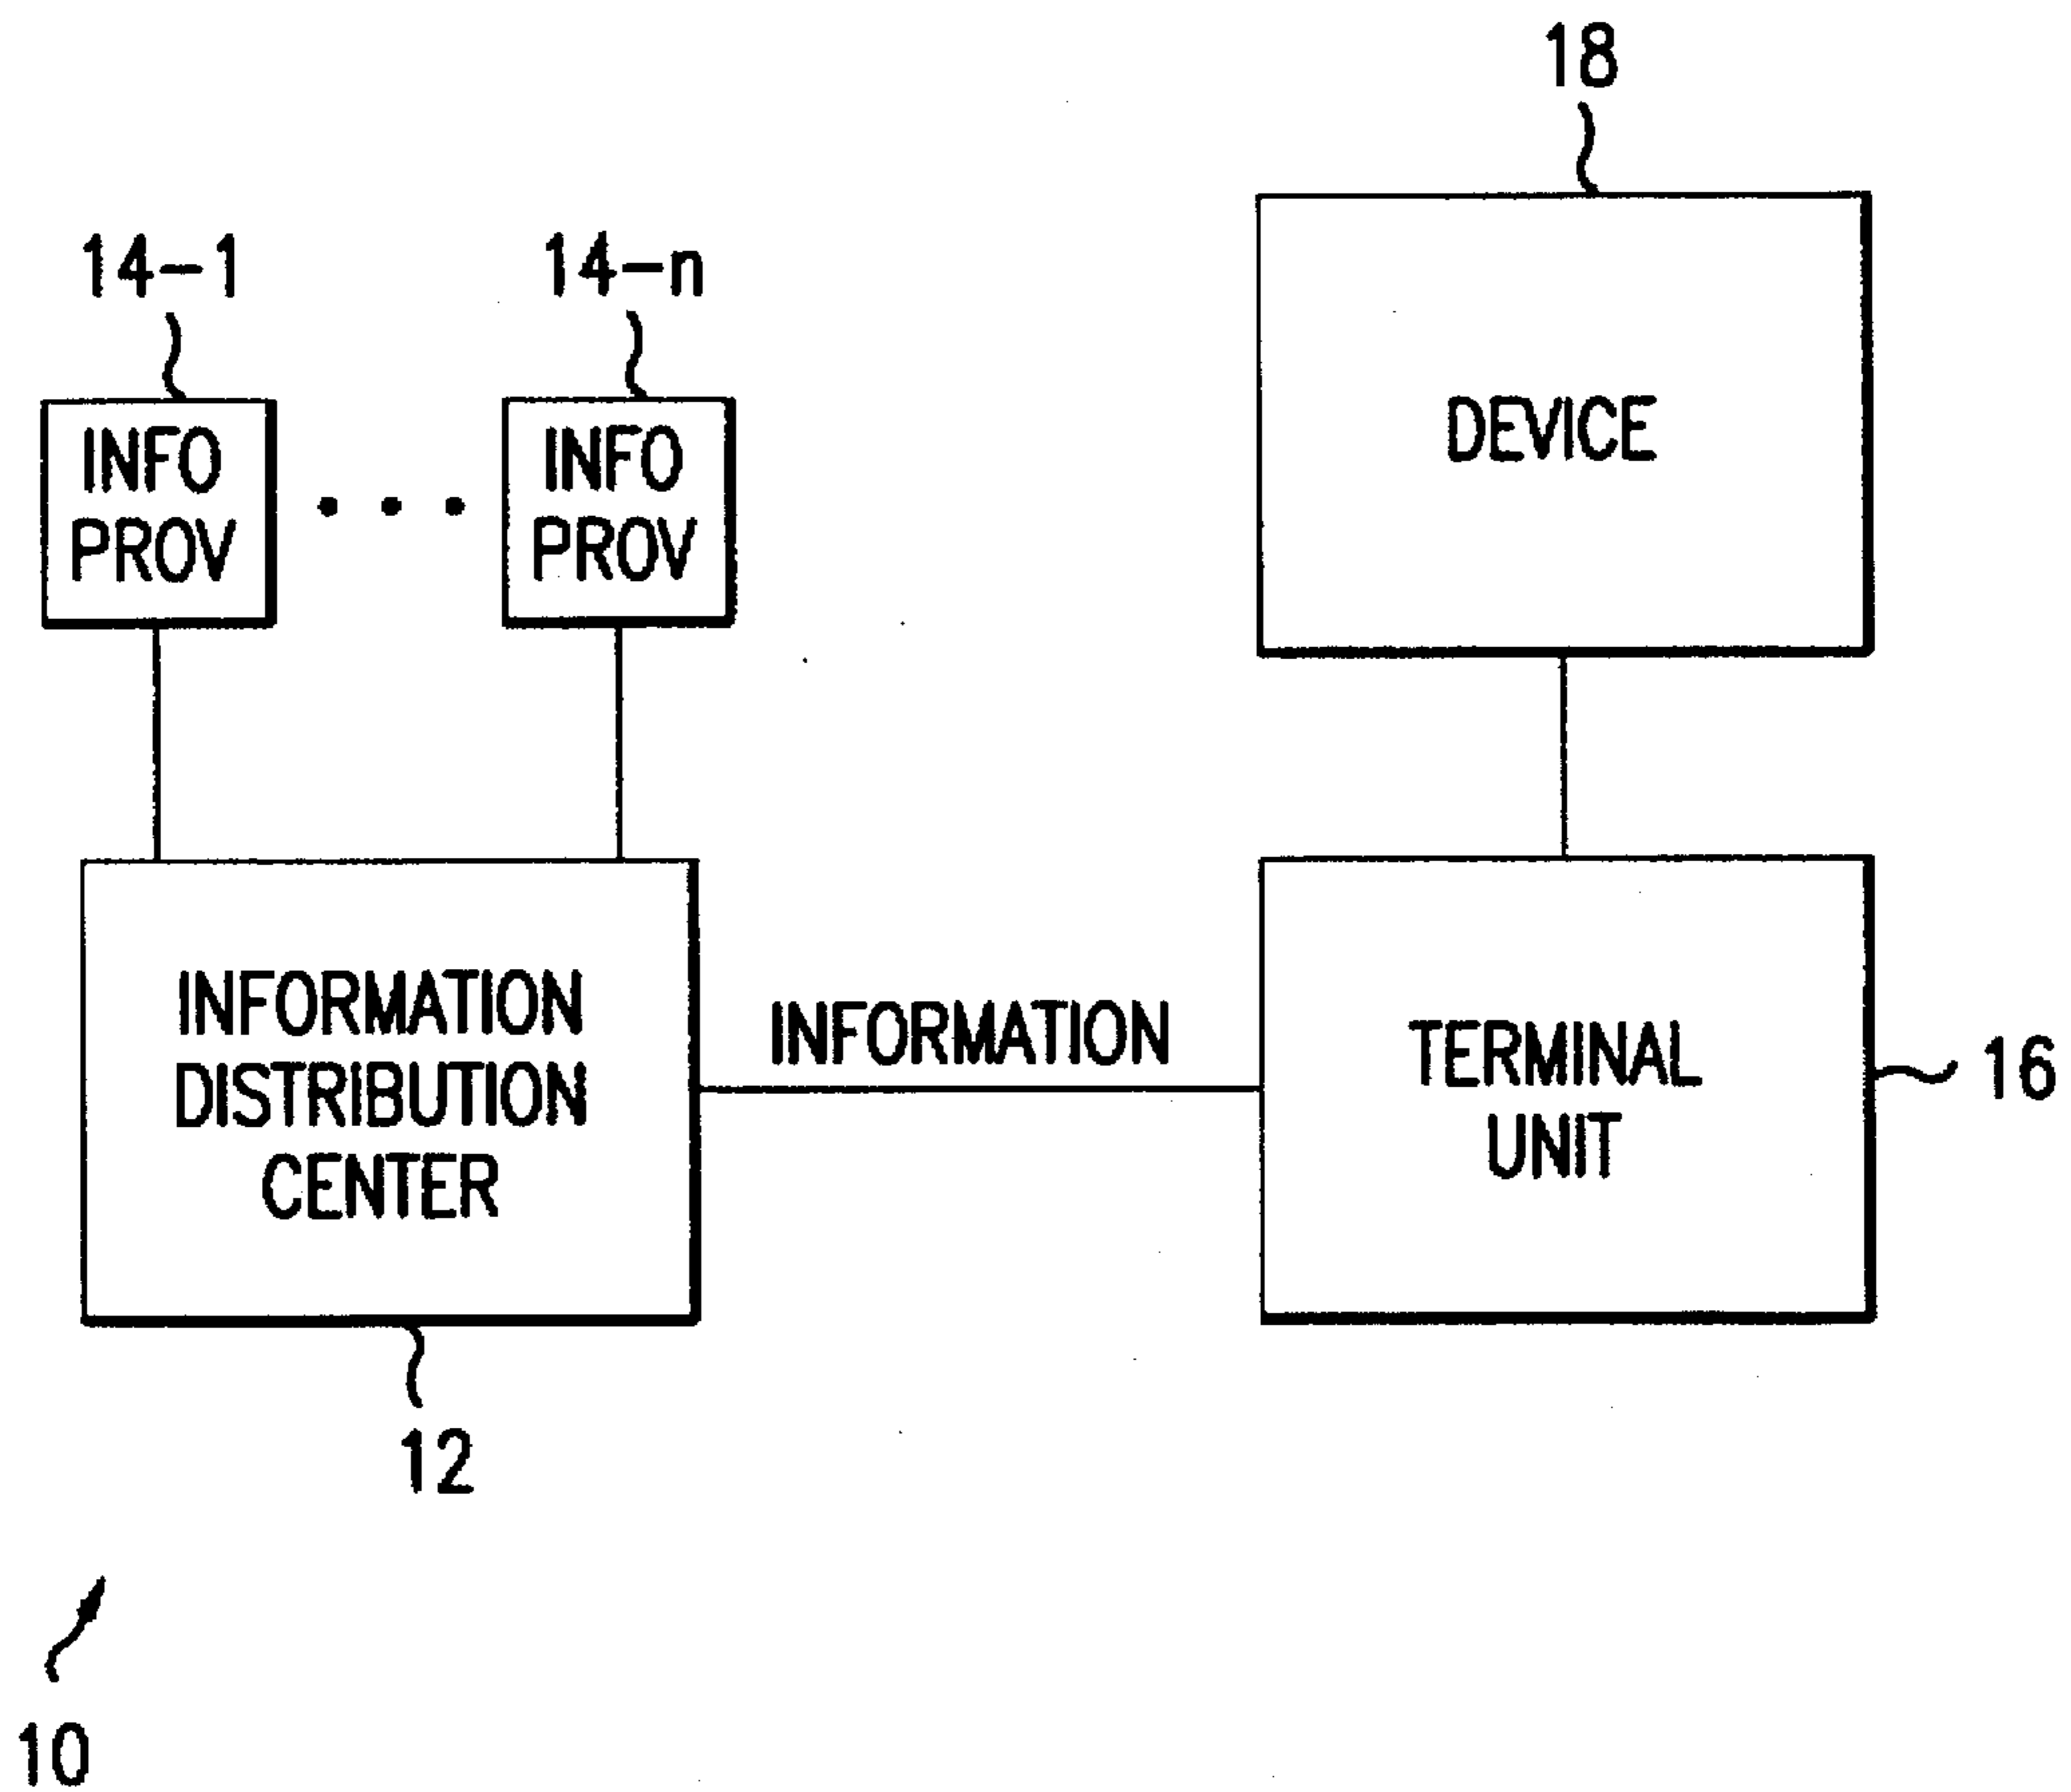 18
14-1
14-n
INFO
PROV
INFO
PROV
DEVICE
INFORMATION
DISTRIBUTION
CENTER
INFORMATION
TERMINAL
UNIT
16
12
10